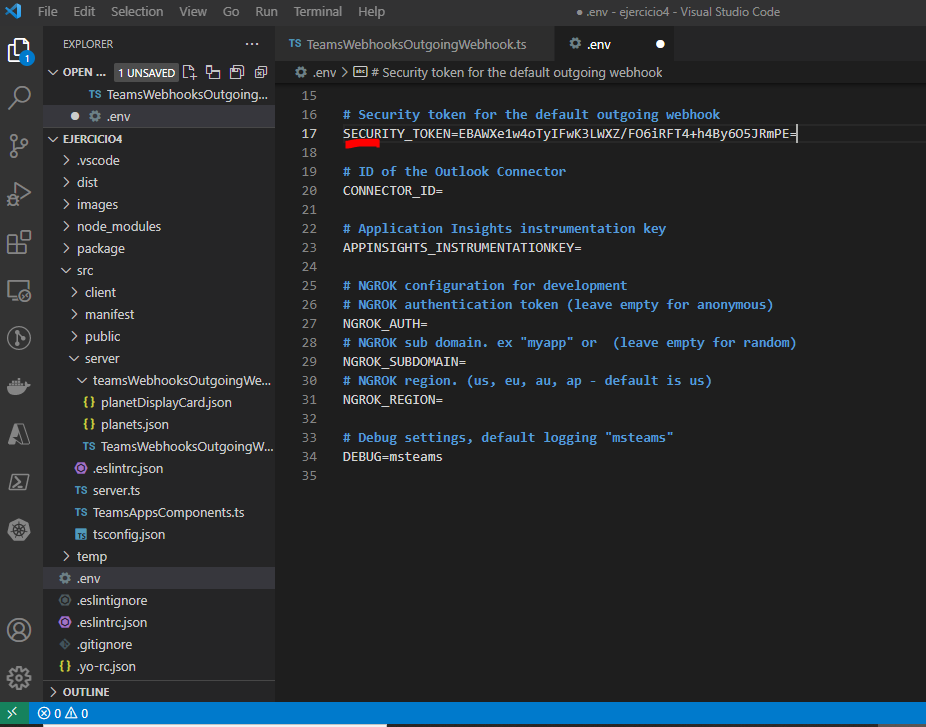 File Edit Selection View Go Run Terminal Help
● .env - ejercicio4 - Visual Studio Code
EXPLORER
1
OPEN ... 1 UNSAVED
TS TeamsWebhooksOutgoing...
.env
EJERCICIO4
.vscode
dist
images
node_modules
package
src
client
manifest
public
server
teamsWebhooksOutgoingWe...
{} planetDisplayCard.json
{} planets.json
TS TeamsWebhooksOutgoingW...
.eslintrc.json
TS server.ts
TS TeamsAppsComponents.ts
TS tsconfig.json
temp
.env
.eslintignore
.eslintrc.json
.gitignore
{} .yo-rc.json
OUTLINE
TS TeamsWebhooksOutgoingWebhook.ts
.env
.env > abc # Security token for the default outgoing webhook
15
16 # Security token for the default outgoing webhook
17 SECURITY_TOKEN=EBAWXe1w4oTyIFwK3LWXZ/FO6iRFT4+h4By6O5JRmPE=
18
19 # ID of the Outlook Connector
20 CONNECTOR_ID=
21
22 # Application Insights instrumentation key
23 APPINSIGHTS_INSTRUMENTATIONKEY=
24
25 # NGROK configuration for development
26 # NGROK authentication token (leave empty for anonymous)
27 NGROK_AUTH=
28 # NGROK sub domain. ex "myapp" or  (leave empty for random)
29 NGROK_SUBDOMAIN=
30 # NGROK region. (us, eu, au, ap - default is us)
31 NGROK_REGION=
32
33 # Debug settings, default logging "msteams"
34 DEBUG=msteams
35
0 0